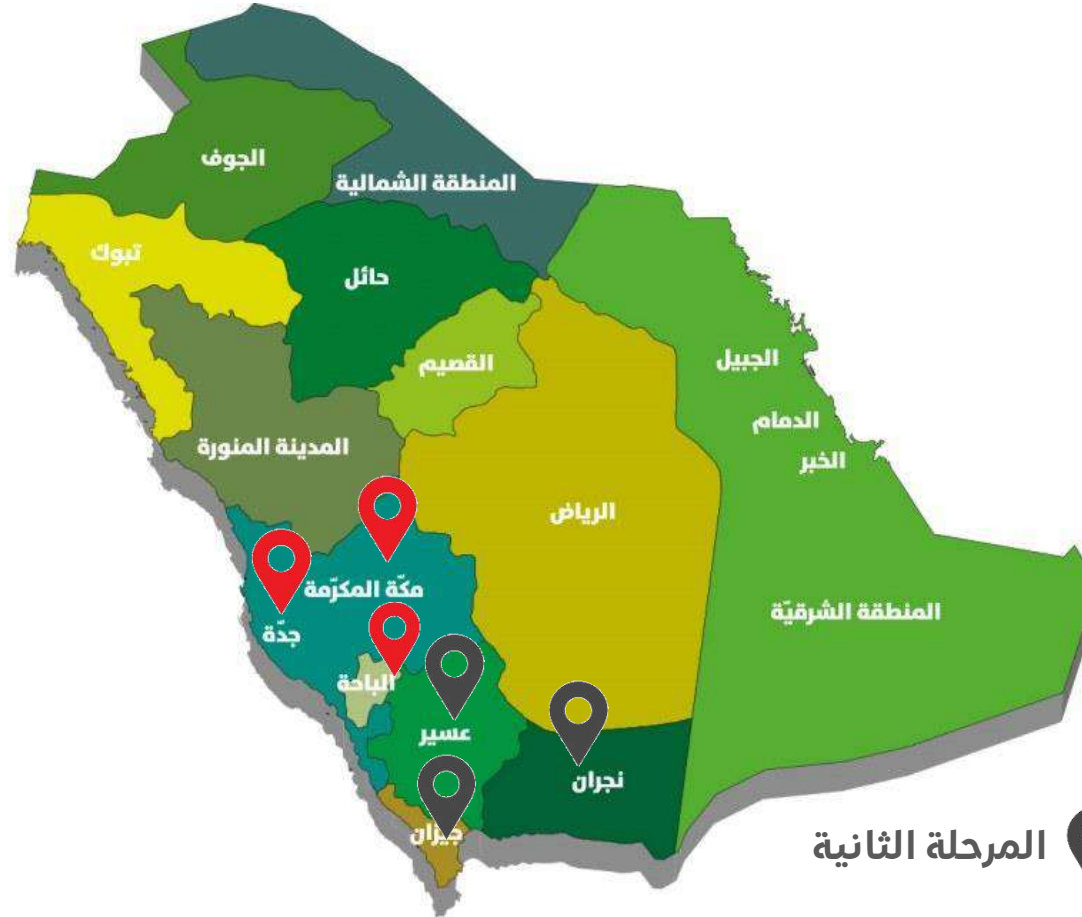 الجوف
المنطقة الشمالية
تبوك
حائل
القصيم
الجبيل
الدمام
الخبر
المدينة المنورة
الرياض
مكّة المكرّمة
جدّة
المنطقة الشرقيّة
الباحة
عسير
نجران
جيزان
المرحلة الثانية